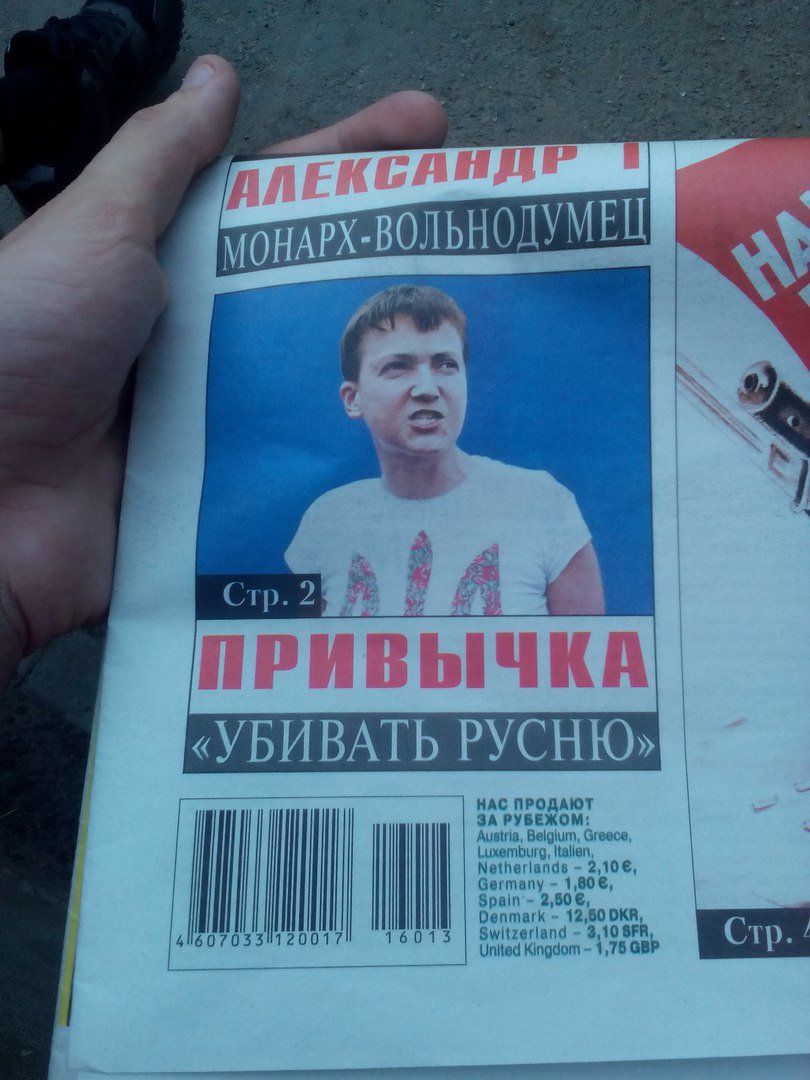 АЛЕКСАНДР I
МОНАРХ-ВОЛЬНОДУМЕЦ
Стр. 2
ПРИВЫЧКА
«УБИВАТЬ РУСНЮ»
4 607033 120017
16013
НАС ПРОДАЮТ
ЗА РУБЕЖОМ:
Austria, Belgium, Greece,
Luxemburg, Italien,
Netherlands – 2,10 €,
Germany – 1,80 €,
Spain – 2,50 €,
Denmark – 12,50 DKR,
Switzerland – 3,10 SFR,
United Kingdom – 1,75 GBP
НА
Стр. 4